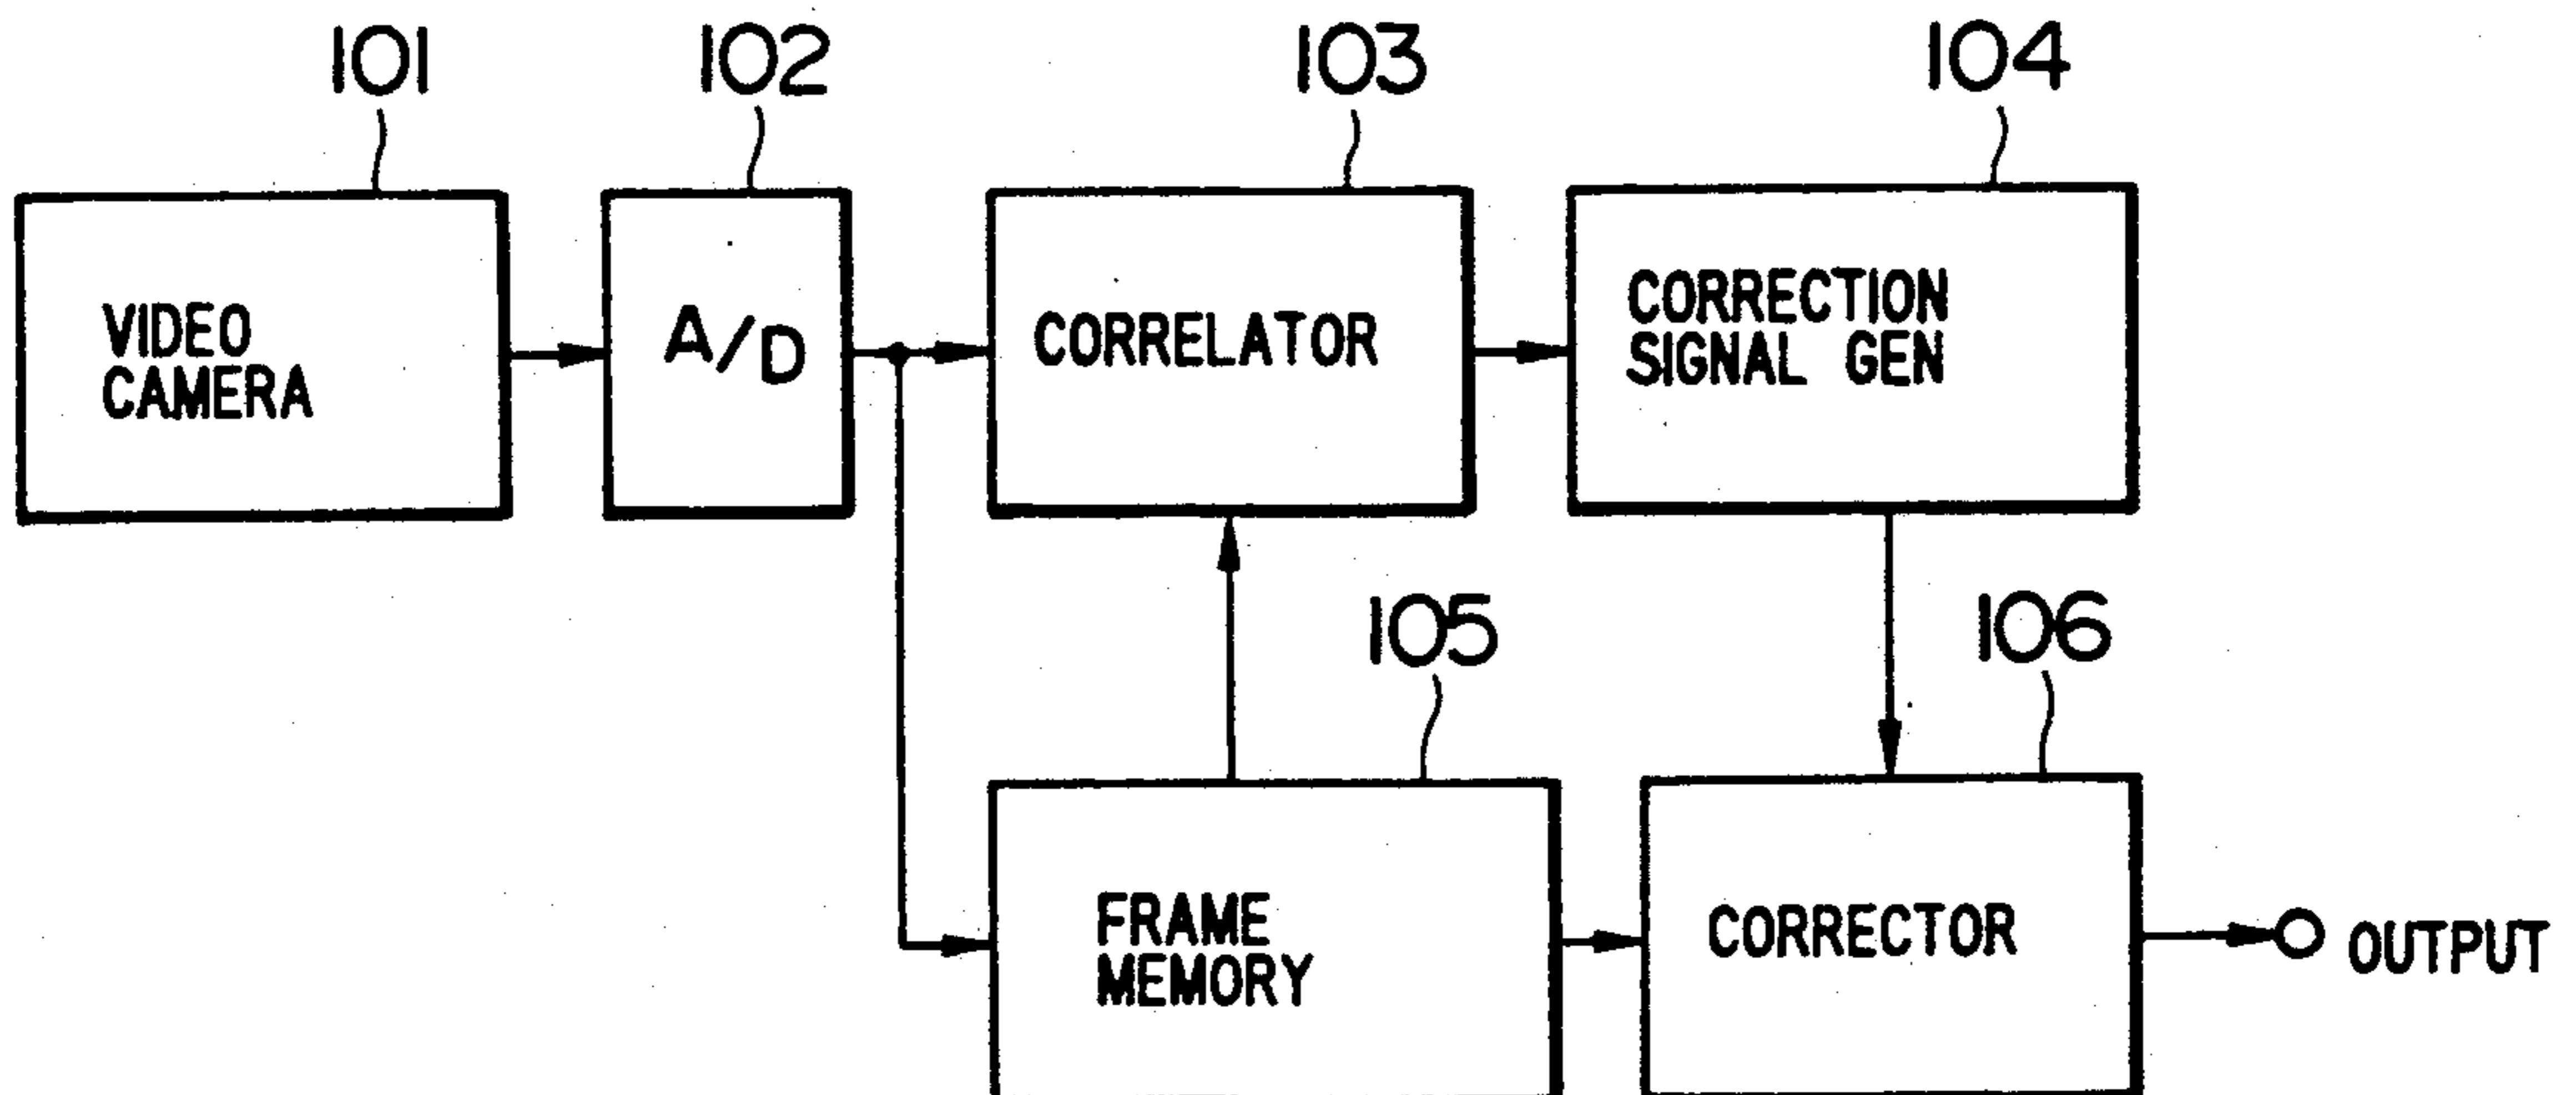 101
102
103
104
VIDEO
CAMERA
A/D
CORRELATOR
CORRECTION
SIGNAL GEN
105
106
FRAME
MEMORY
CORRECTOR
OUTPUT